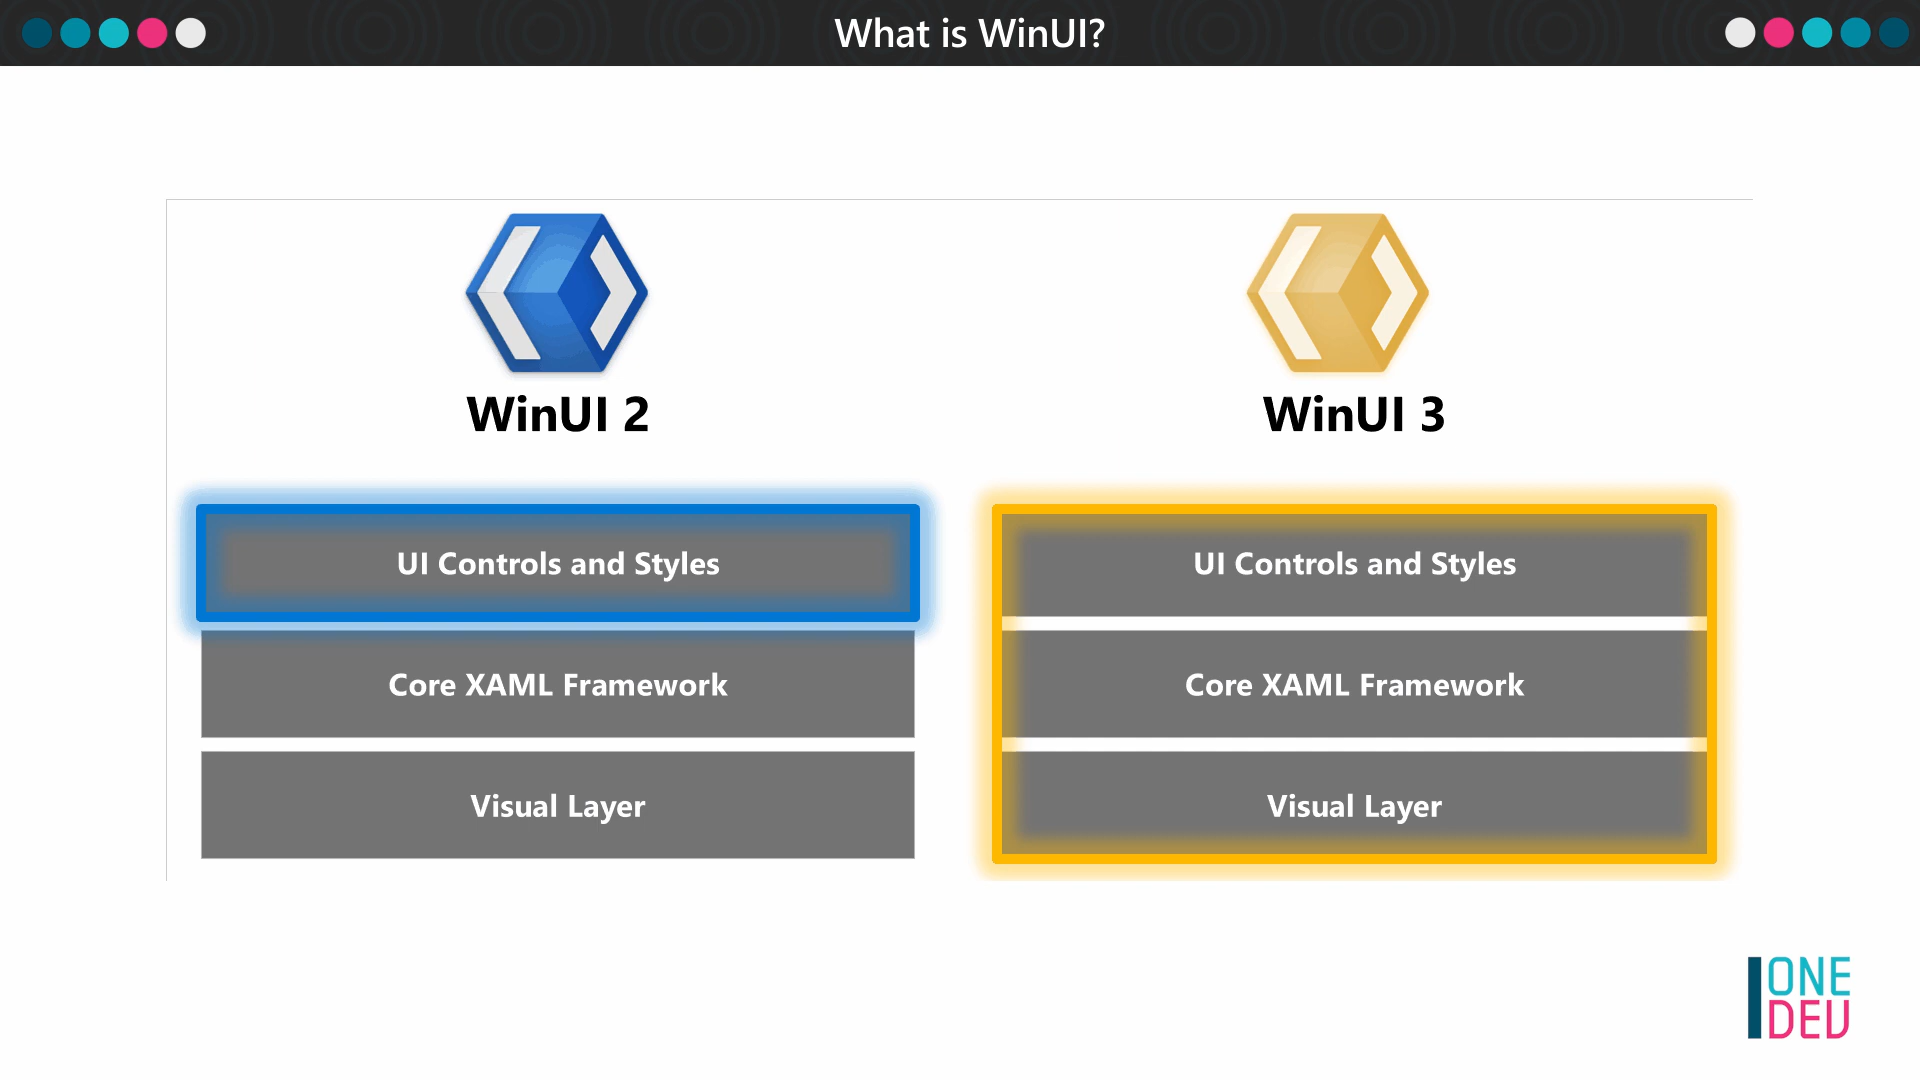 What is WinUI?
WinUI 2
UI Controls and Styles
Core XAML Framework
Visual Layer
WinUI 3
UI Controls and Styles
Core XAML Framework
Visual Layer
ONE
DEV